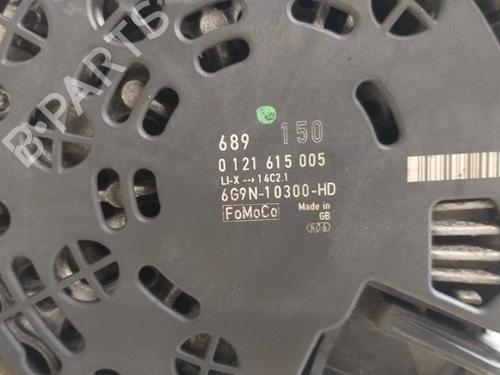 B-PARTS
689 150
0 121 615 005
LI-X --> 14C2.1
6G9N-10300-HD
FoMoCo Made in
GB